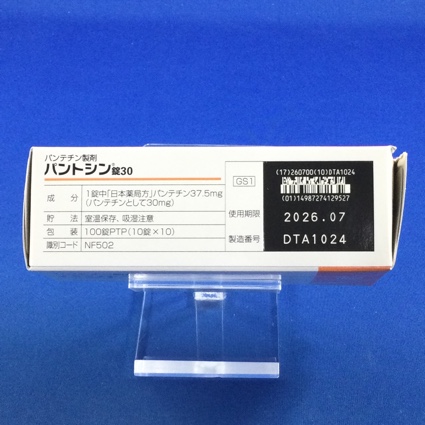 パンテチン製剤
パントシン®錠30
成分 1錠中「日本薬局方」パンテチン37.5mg
(パンテチンとして30mg)
貯法 室温保存、吸湿注意
包装 100錠PTP(10錠×10)
識別コード NF502
GS1
(17)260700(10)DTA1024
(01)14987274129527
使用期限 2026.07
製造番号 DTA1024